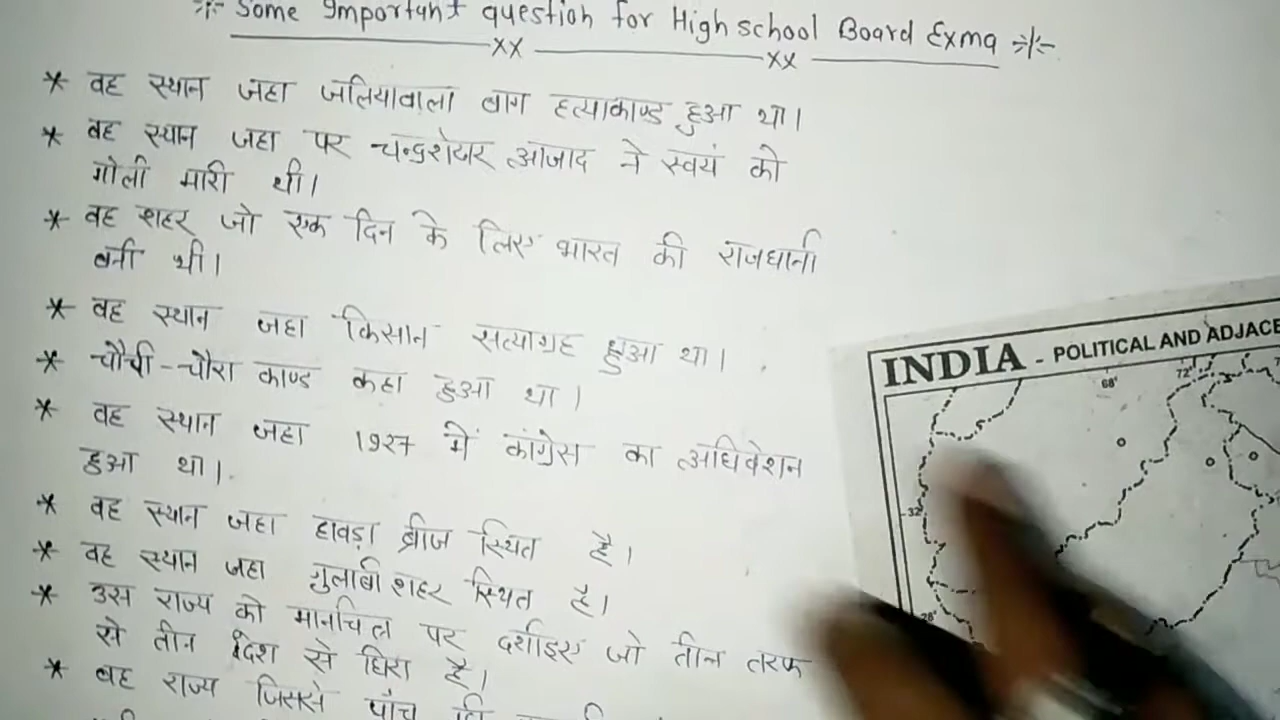 Some Important question for High school Board Exma
xx xx
* वह स्थान जहा जलियावाला बाग हत्याकाण्ड हुआ था।
* वह स्थान जहा पर चन्द्रशेखर आजाद ने स्वयं को
गोली मारी थी।
* वह शहर जो एक दिन के लिए भारत की राजधानी
बनी थी।
* वह स्थान जहा किसान सत्याग्रह हुआ था।
* चौची-चौरा काण्ड कहा हुआ था।
* वह स्थान जहा 1927 में कांग्रेस का अधिवेशन
हुआ था।
* वह स्थान जहा हावड़ा ब्रीज स्थित है।
* वह स्थान जहा गुलाबी शहर स्थित है।
* उस राज्य को मानचित्र पर दर्शाइए जो तीन तरफ
से तीन देश से घिरा है।
* वह राज्य जिससे पांच की
INDIA - POLITICAL AND ADJACE
68°
72°
32°
28°